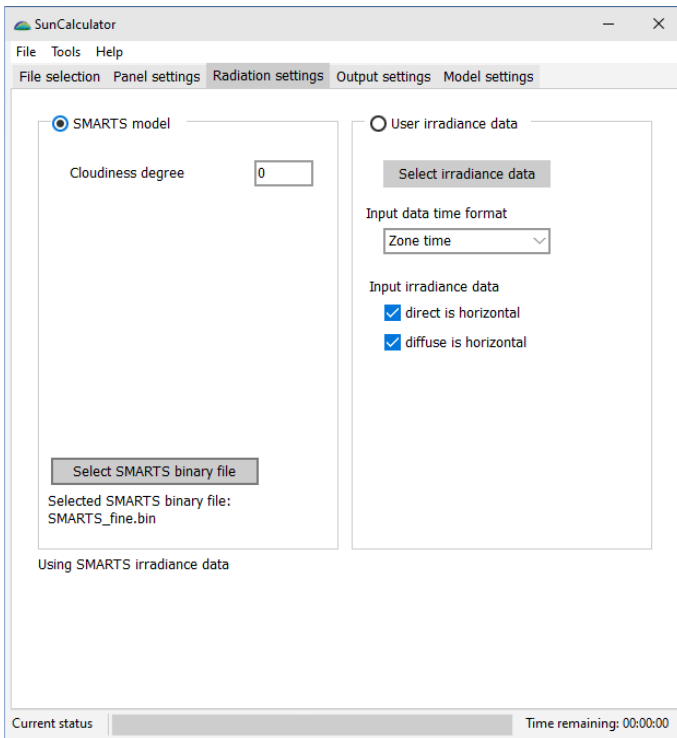 SunCalculator
File Tools Help
File selection Panel settings Radiation settings Output settings Model settings
SMARTS model
Cloudiness degree 0
Select SMARTS binary file
Selected SMARTS binary file:
SMARTS_fine.bin
User irradiance data
Select irradiance data
Input data time format
Zone time
Input irradiance data
direct is horizontal
diffuse is horizontal
Using SMARTS irradiance data
Current status Time remaining: 00:00:00